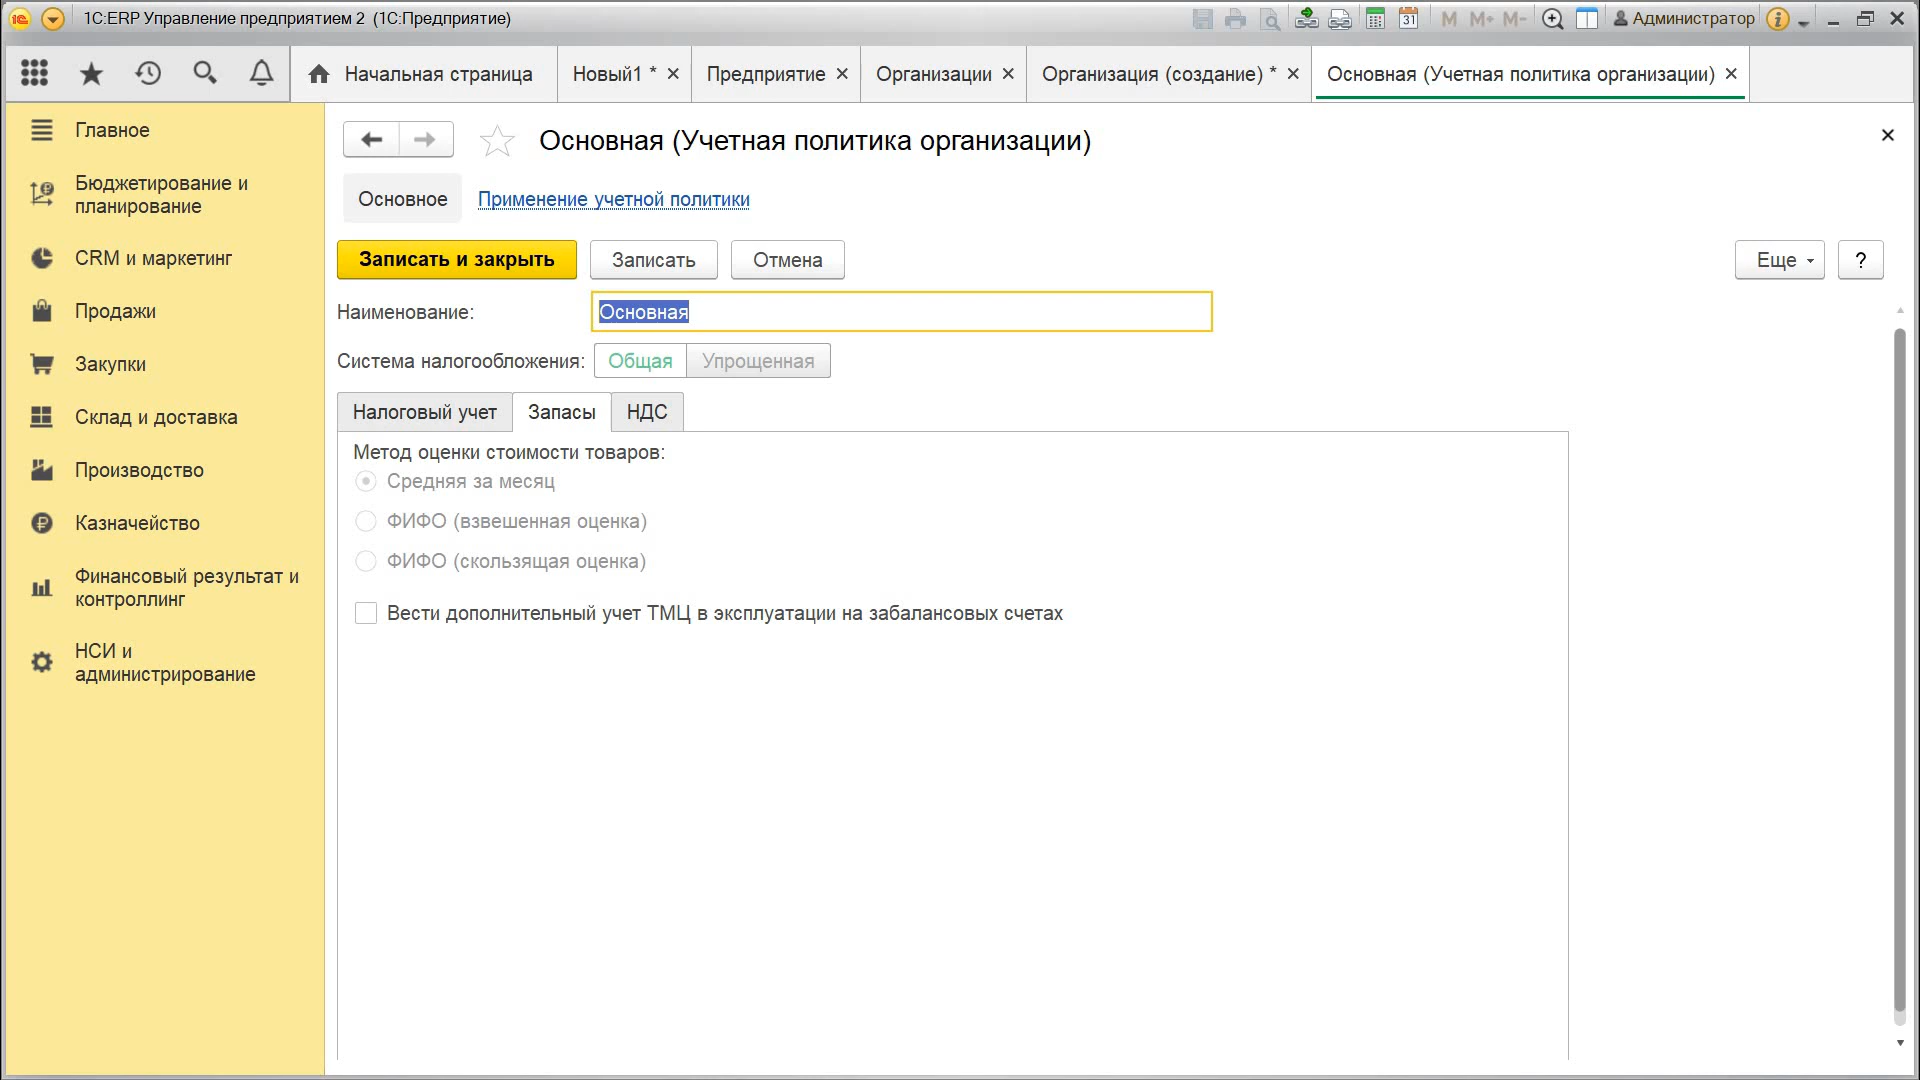 1С:ERP Управление предприятием 2 (1С:Предприятие)
M M+ M- 31 Администратор
Начальная страница
Новый1 *
Предприятие
Организации
Организация (создание) *
Основная (Учетная политика организации)
Главное
Бюджетирование и
планирование
CRM и маркетинг
Продажи
Закупки
Склад и доставка
Производство
Казначейство
Финансовый результат и
контроллинг
НСИ и
администрирование
Основная (Учетная политика организации)
Основное Применение учетной политики
Записать и закрыть Записать Отмена Еще ?
Наименование: Основная
Система налогообложения: Общая Упрощенная
Налоговый учет Запасы НДС
Метод оценки стоимости товаров:
Средняя за месяц
ФИФО (взвешенная оценка)
ФИФО (скользящая оценка)
Вести дополнительный учет ТМЦ в эксплуатации на забалансовых счетах